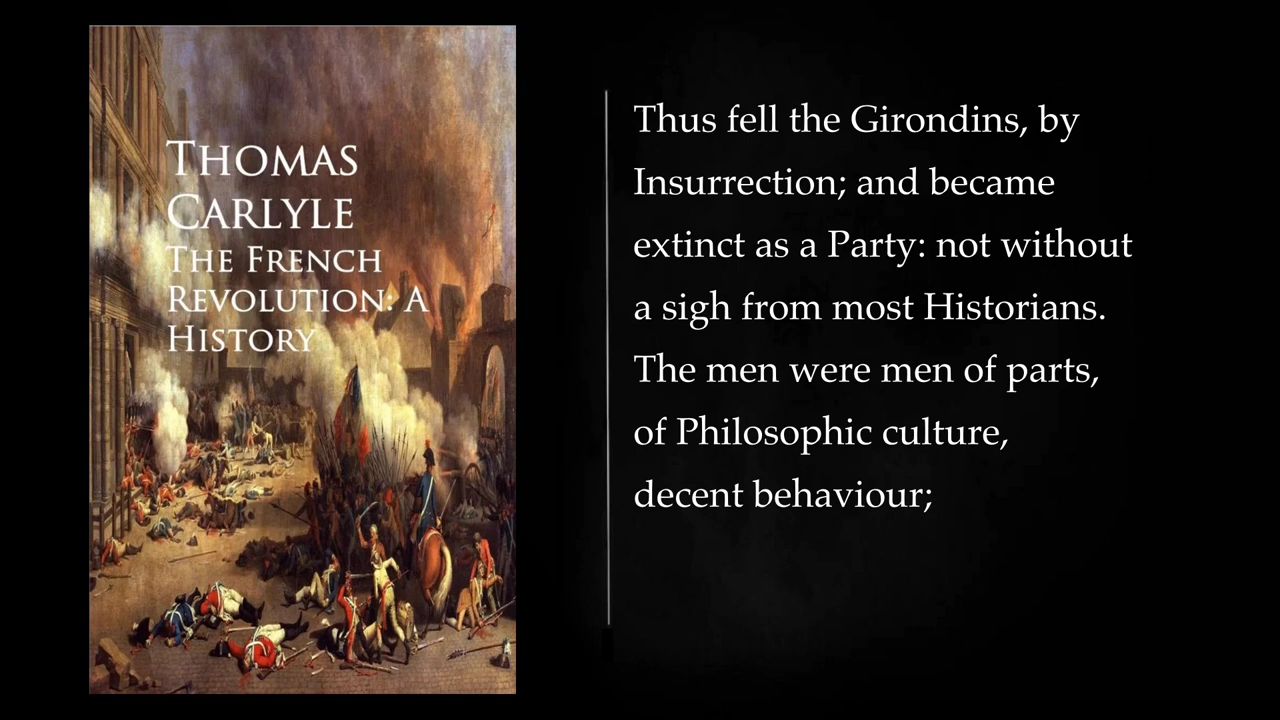 THOMAS
CARLYLE
THE FRENCH
REVOLUTION: A
HISTORY
Thus fell the Girondins, by
Insurrection; and became
extinct as a Party: not without
a sigh from most Historians.
The men were men of parts,
of Philosophic culture,
decent behaviour;